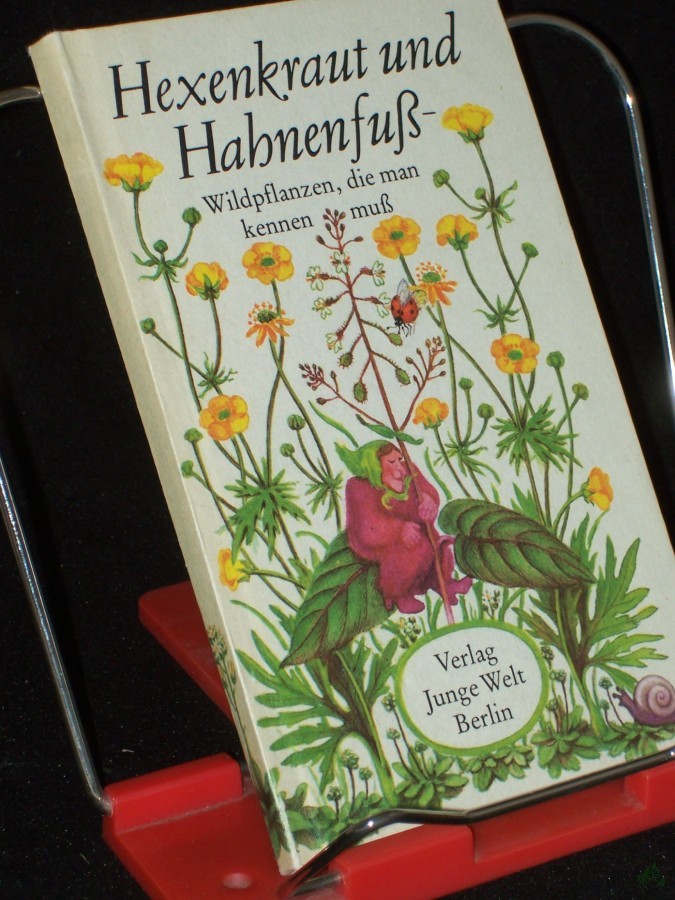 Hexenkraut und
Hahnenfuß-
Wildpflanzen, die man
kennen muß
Verlag
Junge Welt
Berlin